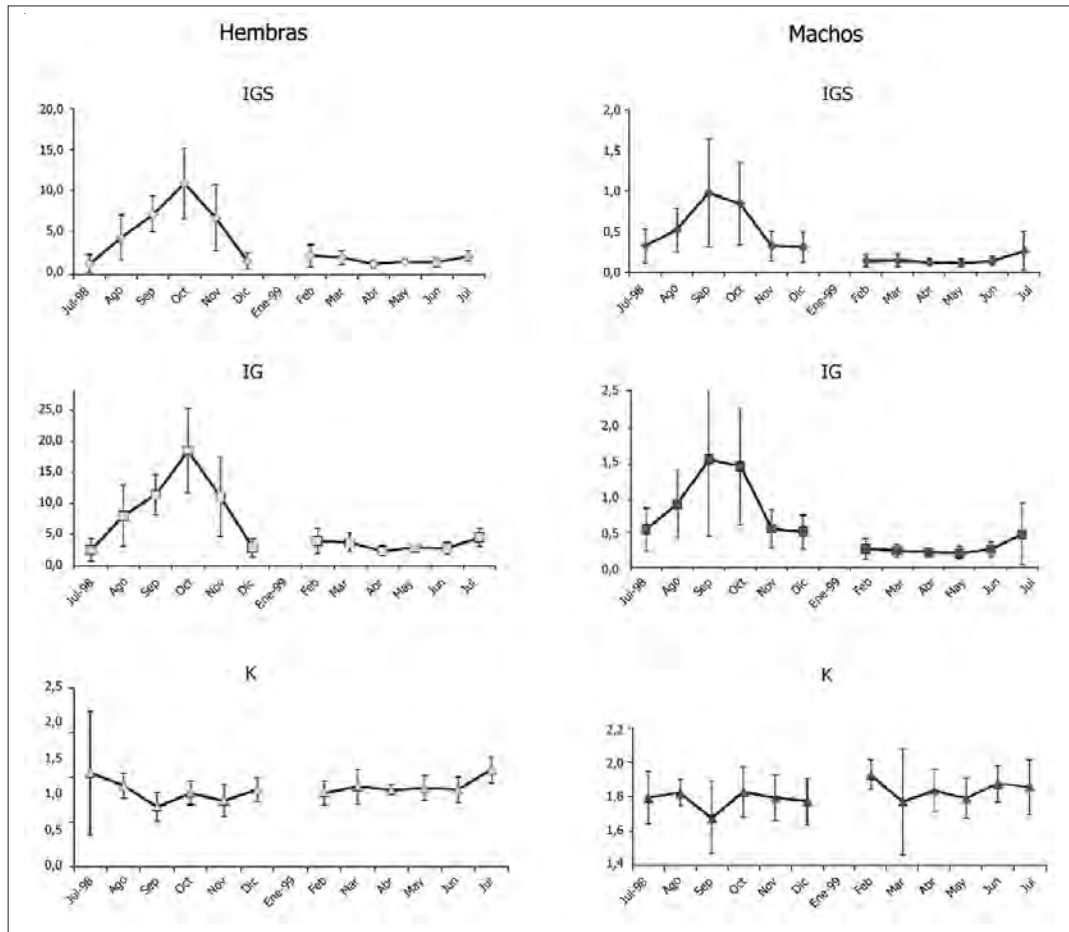 Hembras
IGS
20,0
15,0
10,0
5,0
0,0
Jul-98 Ago Sep Oct Nov Dic Ene-99 Feb Mar Abr May Jun Jul
IG
25,0
20,0
15,0
10,0
5,0
0,0
Jul-98 Ago Sep Oct Nov Dic Ene-99 Feb Mar Abr May Jun Jul
K
2,5
2,0
1,5
1,0
0,5
0,0
Jul-98 Ago Sep Oct Nov Dic Ene-99 Feb Mar Abr May Jun Jul
Machos
IGS
2,0
1,5
1,0
0,5
0,0
Jul-98 Ago Sep Oct Nov Dic Ene-99 Feb Mar Abr May Jun Jul
IG
2,5
2,0
1,5
1,0
0,5
0,0
Jul-98 Ago Sep Oct Nov Dic Ene-99 Feb Mar Abr May Jun Jul
K
2,2
2,0
1,8
1,6
1,4
Jul-98 Ago Sep Oct Nov Dic Ene-99 Feb Mar Abr May Jun Jul